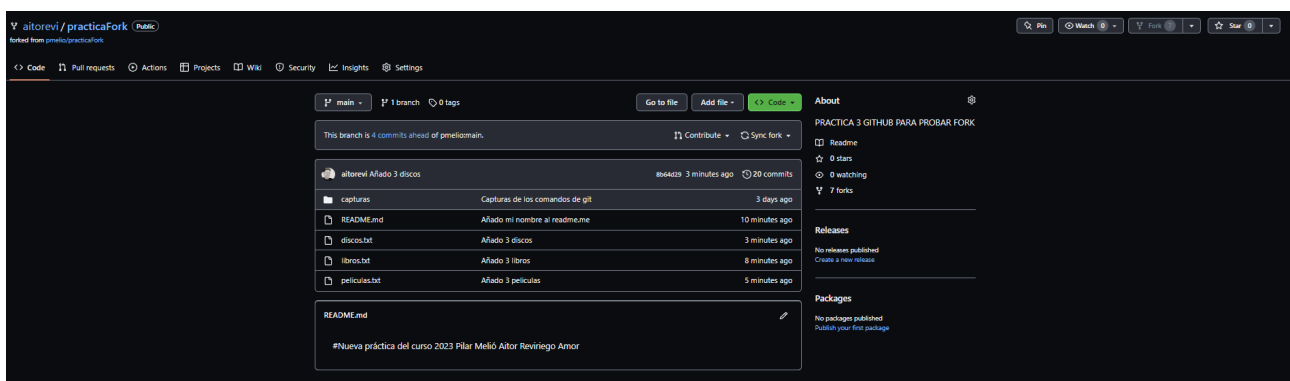 aitorevi / practicaFork Public
forked from pmelio/practicaFork
Pin Watch 0 Fork 7 Star 0
<> Code Pull requests Actions Projects Wiki Security Insights Settings
main 1 branch 0 tags Go to file Add file <> Code
This branch is 4 commits ahead of pmelio:main. Contribute Sync fork
aitorevi Añado 3 discos 8b64d29 3 minutes ago 20 commits
capturas Capturas de los comandos de git 3 days ago
README.md Añado mi nombre al readme.me 10 minutes ago
discos.txt Añado 3 discos 3 minutes ago
libros.txt Añado 3 libros 8 minutes ago
peliculas.txt Añado 3 peliculas 5 minutes ago
README.md
#Nueva práctica del curso 2023 Pilar Melió Aitor Reviriego Amor
About
PRACTICA 3 GITHUB PARA PROBAR FORK
Readme
0 stars
0 watching
7 forks
Releases
No releases published
Create a new release
Packages
No packages published
Publish your first package